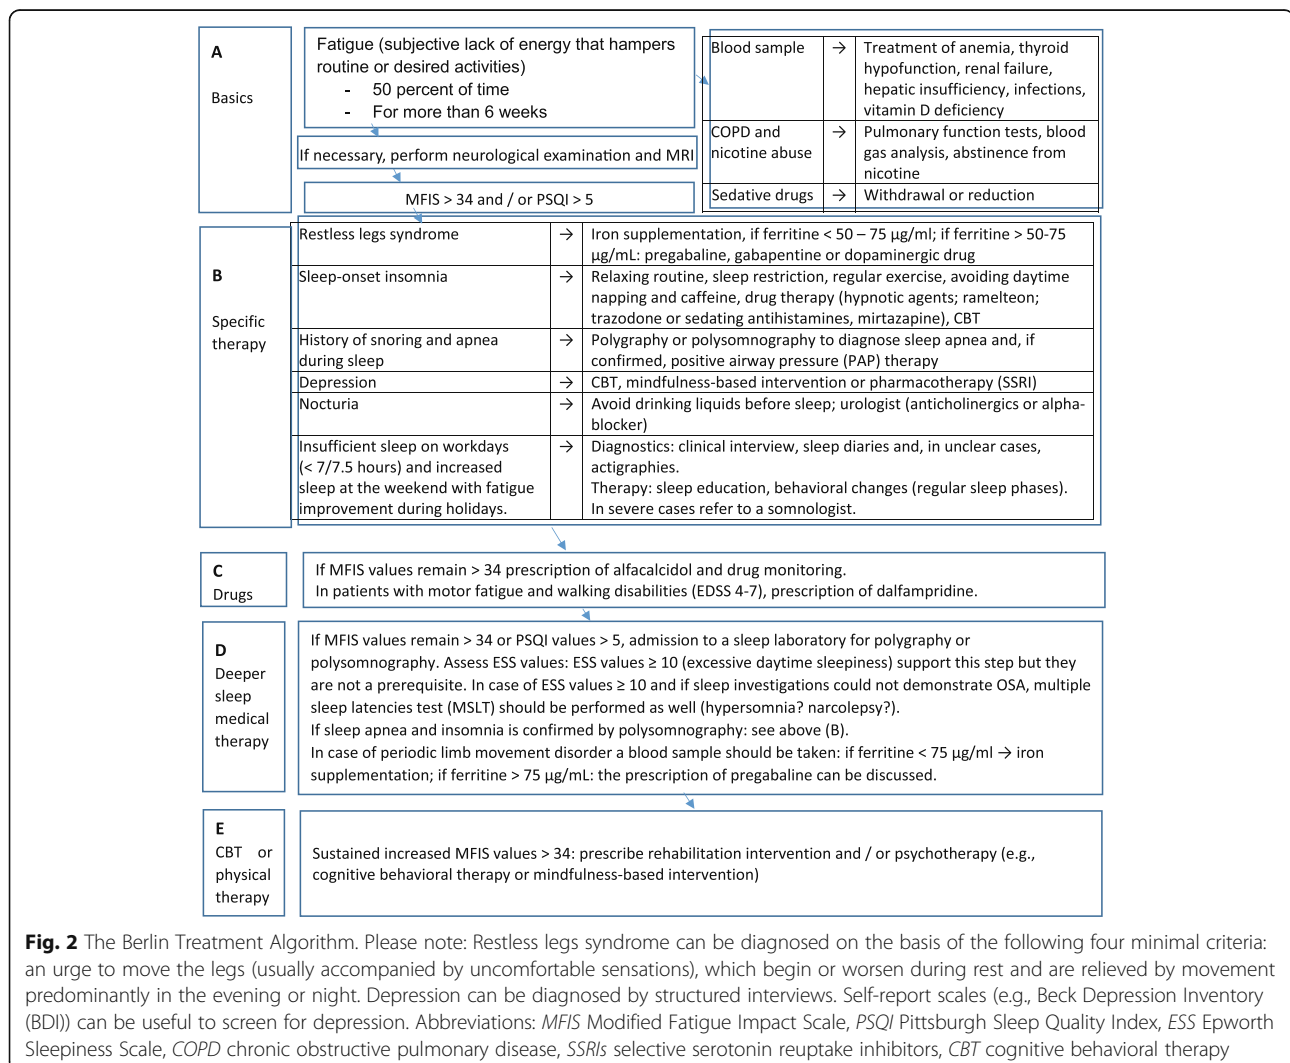 A
Basics
Fatigue (subjective lack of energy that hampers
routine or desired activities)
- 50 percent of time
- For more than 6 weeks
If necessary, perform neurological examination and MRI
MFIS > 34 and / or PSQI > 5
Blood sample → Treatment of anemia, thyroid
hypofunction, renal failure,
hepatic insufficiency, infections,
vitamin D deficiency
COPD and → Pulmonary function tests, blood
nicotine abuse gas analysis, abstinence from
nicotine
Sedative drugs → Withdrawal or reduction
B
Specific
therapy
Restless legs syndrome → Iron supplementation, if ferritine < 50 – 75 µg/ml; if ferritine > 50-75
µg/mL: pregabaline, gabapentine or dopaminergic drug
Sleep-onset insomnia → Relaxing routine, sleep restriction, regular exercise, avoiding daytime
napping and caffeine, drug therapy (hypnotic agents; ramelteon;
trazodone or sedating antihistamines, mirtazapine), CBT
History of snoring and apnea → Polygraphy or polysomnography to diagnose sleep apnea and, if
during sleep confirmed, positive airway pressure (PAP) therapy
Depression → CBT, mindfulness-based intervention or pharmacotherapy (SSRI)
Nocturia → Avoid drinking liquids before sleep; urologist (anticholinergics or alpha-
blocker)
Insufficient sleep on workdays → Diagnostics: clinical interview, sleep diaries and, in unclear cases,
(< 7/7.5 hours) and increased actigraphies.
sleep at the weekend with fatigue Therapy: sleep education, behavioral changes (regular sleep phases).
improvement during holidays. In severe cases refer to a somnologist.
C
Drugs
If MFIS values remain > 34 prescription of alfacalcidol and drug monitoring.
In patients with motor fatigue and walking disabilities (EDSS 4-7), prescription of dalfampridine.
D
Deeper
sleep
medical
therapy
If MFIS values remain > 34 or PSQI values > 5, admission to a sleep laboratory for polygraphy or
polysomnography. Assess ESS values: ESS values ≥ 10 (excessive daytime sleepiness) support this step but they
are not a prerequisite. In case of ESS values ≥ 10 and if sleep investigations could not demonstrate OSA, multiple
sleep latencies test (MSLT) should be performed as well (hypersomnia? narcolepsy?).
If sleep apnea and insomnia is confirmed by polysomnography: see above (B).
In case of periodic limb movement disorder a blood sample should be taken: if ferritine < 75 µg/ml → iron
supplementation; if ferritine > 75 µg/mL: the prescription of pregabaline can be discussed.
E
CBT or
physical
therapy
Sustained increased MFIS values > 34: prescribe rehabilitation intervention and / or psychotherapy (e.g.,
cognitive behavioral therapy or mindfulness-based intervention)
Fig. 2 The Berlin Treatment Algorithm. Please note: Restless legs syndrome can be diagnosed on the basis of the following four minimal criteria:
an urge to move the legs (usually accompanied by uncomfortable sensations), which begin or worsen during rest and are relieved by movement
predominantly in the evening or night. Depression can be diagnosed by structured interviews. Self-report scales (e.g., Beck Depression Inventory
(BDI)) can be useful to screen for depression. Abbreviations: MFIS Modified Fatigue Impact Scale, PSQI Pittsburgh Sleep Quality Index, ESS Epworth
Sleepiness Scale, COPD chronic obstructive pulmonary disease, SSRIs selective serotonin reuptake inhibitors, CBT cognitive behavioral therapy